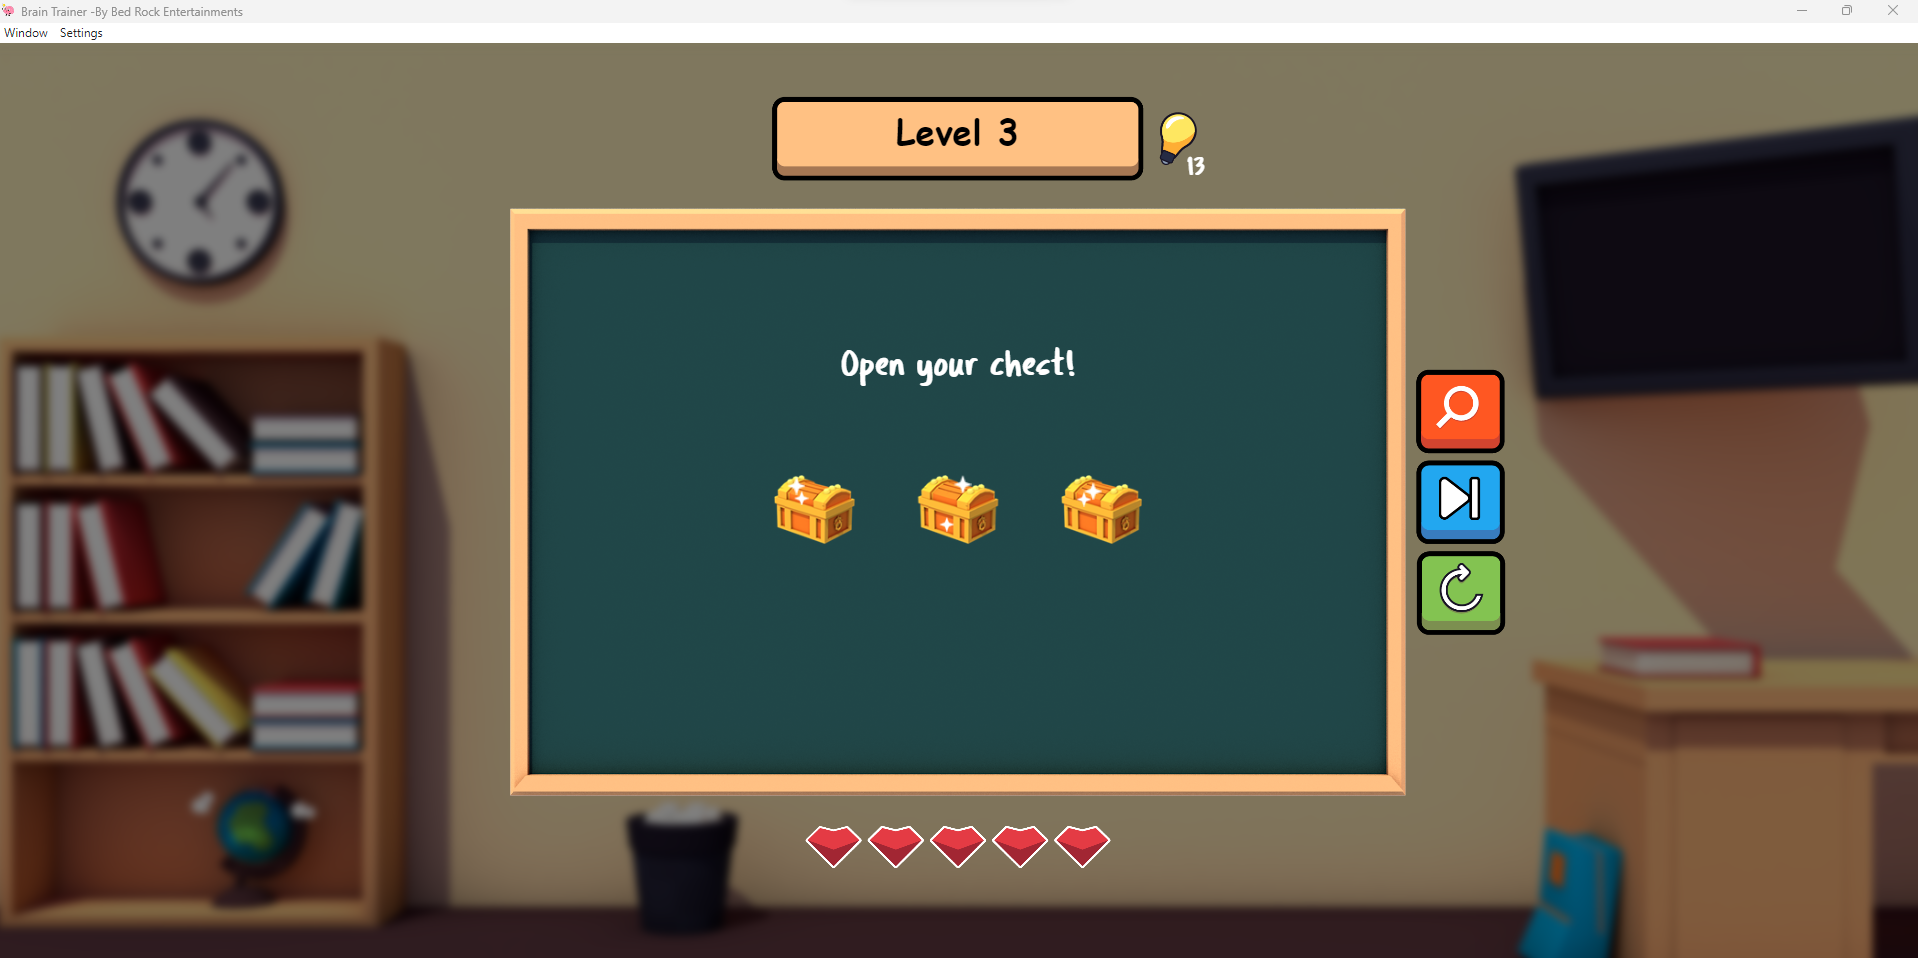 Brain Trainer -By Bed Rock Entertainments
Window Settings
Level 3
13
Open your chest!